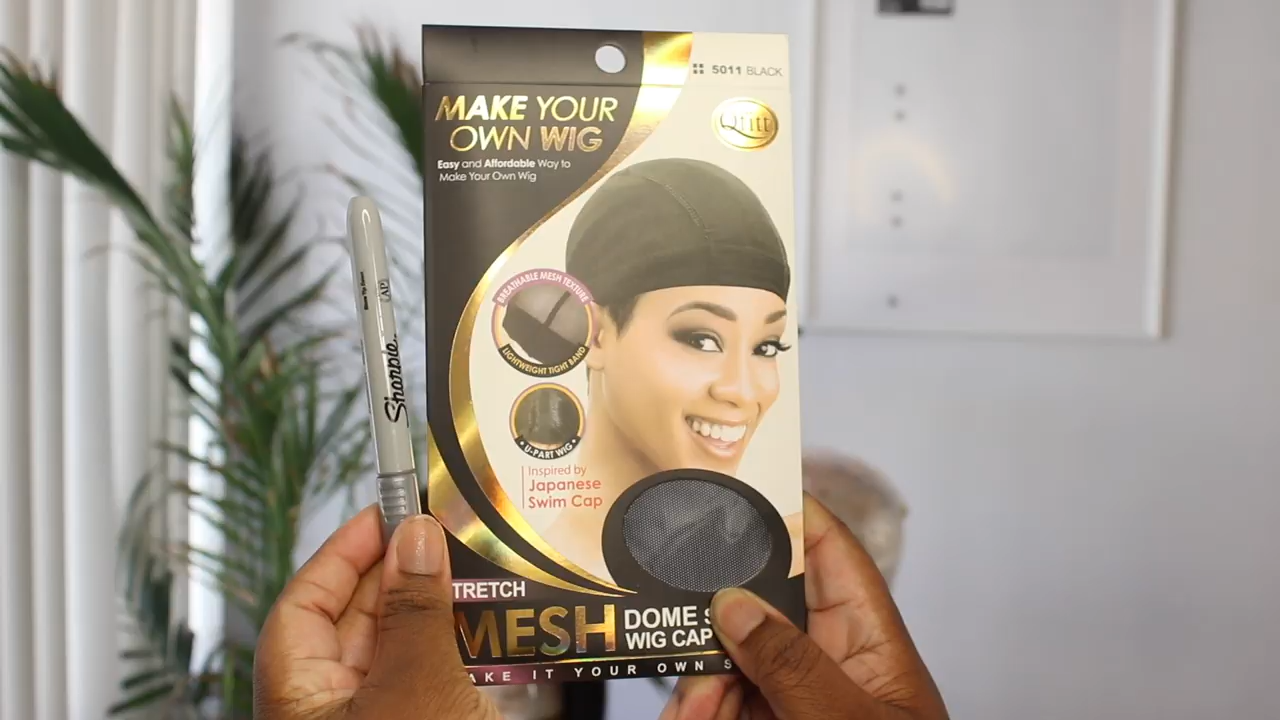 5011 BLACK
MAKE YOUR
OWN WIG
Easy and Affordable Way to
Make Your Own Wig
Qfitt
BREATHABLE MESH TEXTURE
LIGHTWEIGHT TIGHT BAND
• U-PART WIG •
Inspired by
Japanese
Swim Cap
AP
Sharpie.
TRETCH
MESH
DOME S
WIG CAP
AKE IT YOUR OWN S